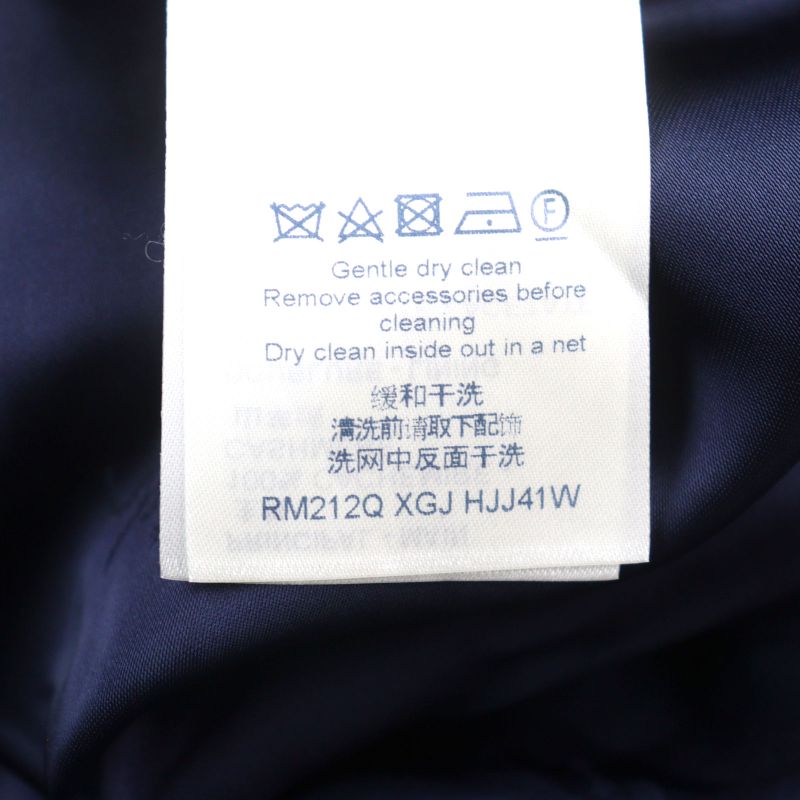 F
Gentle dry clean
Remove accessories before
cleaning
Dry clean inside out in a net
缓和干洗
清洗前请取下配饰
洗网中反面干洗
RM212Q XGJ HJJ41W